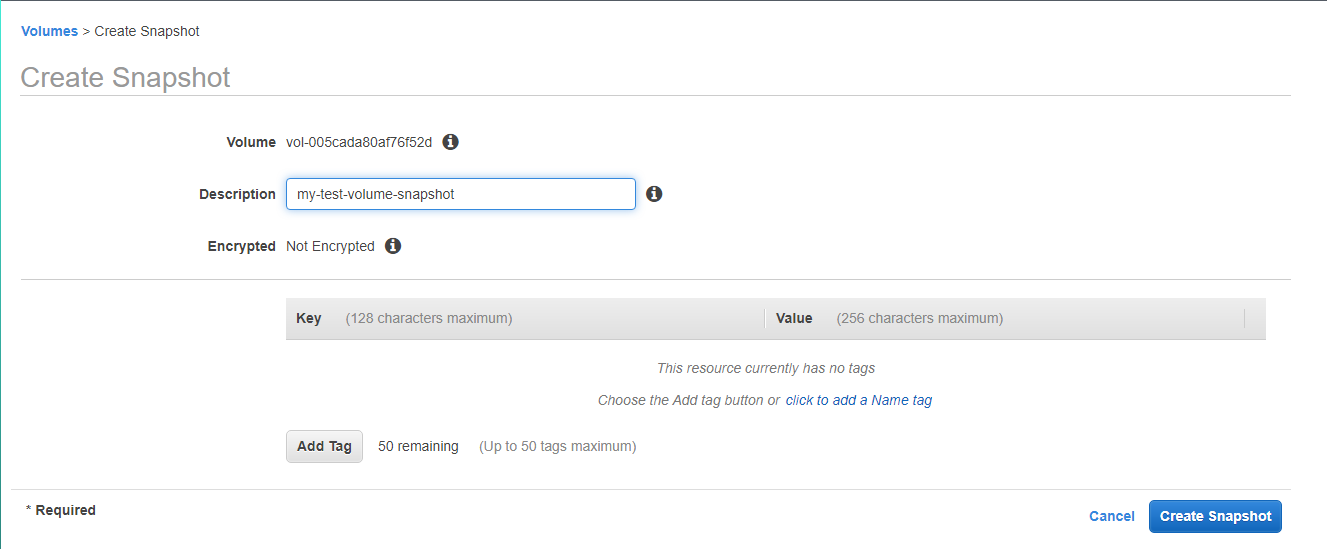 Volumes > Create Snapshot
Create Snapshot
Volume vol-005cada80af76f52d
Description my-test-volume-snapshot
Encrypted Not Encrypted
Key (128 characters maximum) Value (256 characters maximum)
This resource currently has no tags
Choose the Add tag button or click to add a Name tag
Add Tag 50 remaining (Up to 50 tags maximum)
* Required Cancel Create Snapshot